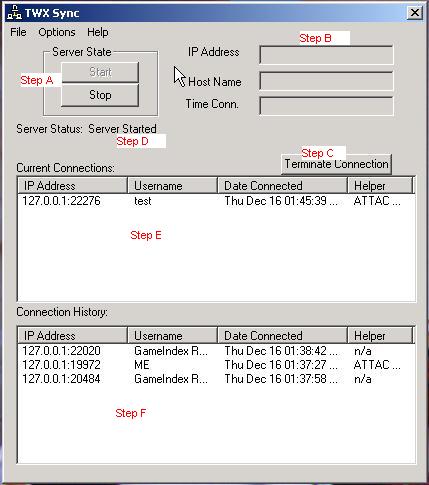 TWX Sync
File Options Help
Server State
Start
Stop
Step A
IP Address
Step B
Host Name
Time Conn.
Server Status: Server Started
Step D
Step C
Terminate Connection
Current Connections:
IP Address Username Date Connected Helper
127.0.0.1:22276 test Thu Dec 16 01:45:39 ... ATTAC ...
Step E
Connection History:
IP Address Username Date Connected Helper
127.0.0.1:22020 GameIndex R... Thu Dec 16 01:38:42 ... n/a
127.0.0.1:19972 ME Thu Dec 16 01:37:27 ... ATTAC ...
127.0.0.1:20484 GameIndex R... Thu Dec 16 01:37:58 ... n/a
Step F